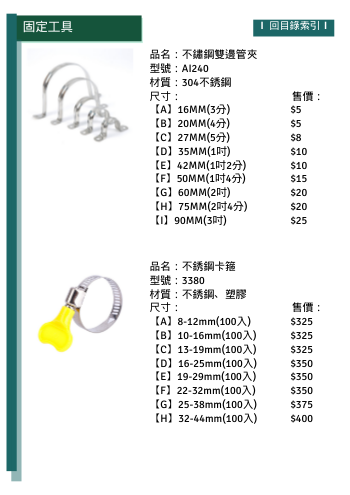 固定工具
I 回目錄索引 I
品名：不鏽鋼雙邊管夾
型號：AI240
材質：304不銹鋼
尺寸： 售價：
【A】16MM(3分) $5
【B】20MM(4分) $5
【C】27MM(5分) $8
【D】35MM(1吋) $10
【E】42MM(1吋2分) $10
【F】50MM(1吋4分) $15
【G】60MM(2吋) $20
【H】75MM(2吋4分) $20
【I】90MM(3吋) $25
品名：不銹鋼卡箍
型號：3380
材質：不銹鋼、塑膠
尺寸： 售價：
【A】8-12mm(100入) $325
【B】10-16mm(100入) $325
【C】13-19mm(100入) $325
【D】16-25mm(100入) $350
【E】19-29mm(100入) $350
【F】22-32mm(100入) $350
【G】25-38mm(100入) $375
【H】32-44mm(100入) $400